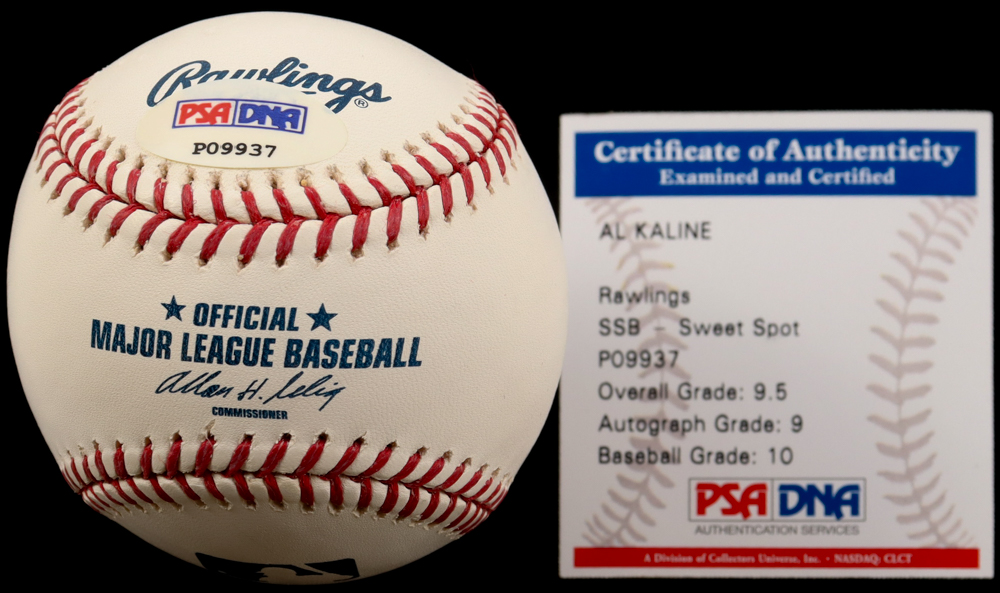 Rawlings®
PSA DNA
P09937
★ OFFICIAL ★
MAJOR LEAGUE BASEBALL
Allan H. Selig
COMMISSIONER
Certificate of Authenticity
Examined and Certified
AL KALINE
Rawlings
SSB - Sweet Spot
P09937
Overall Grade: 9.5
Autograph Grade: 9
Baseball Grade: 10
PSA DNA
AUTHENTICATION SERVICES
A Division of Collectors Universe, Inc. • NASDAQ: CLCT